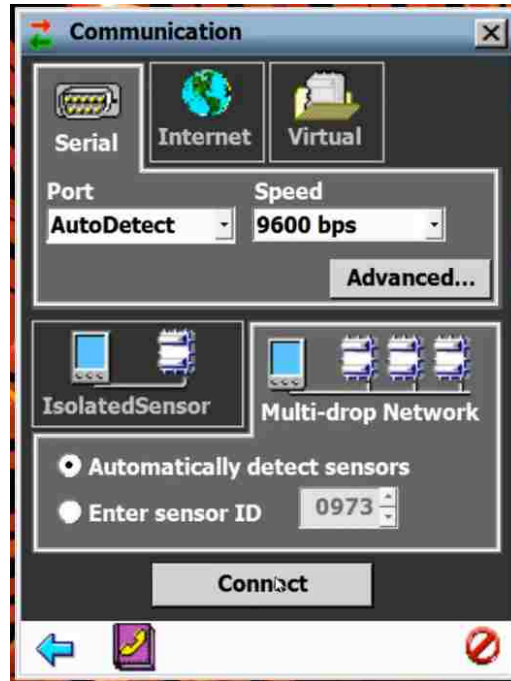 Communication
Serial
Internet
Virtual
Port
Speed
AutoDetect
9600 bps
Advanced...
IsolatedSensor
Multi-drop Network
Automatically detect sensors
Enter sensor ID
0973
Connect